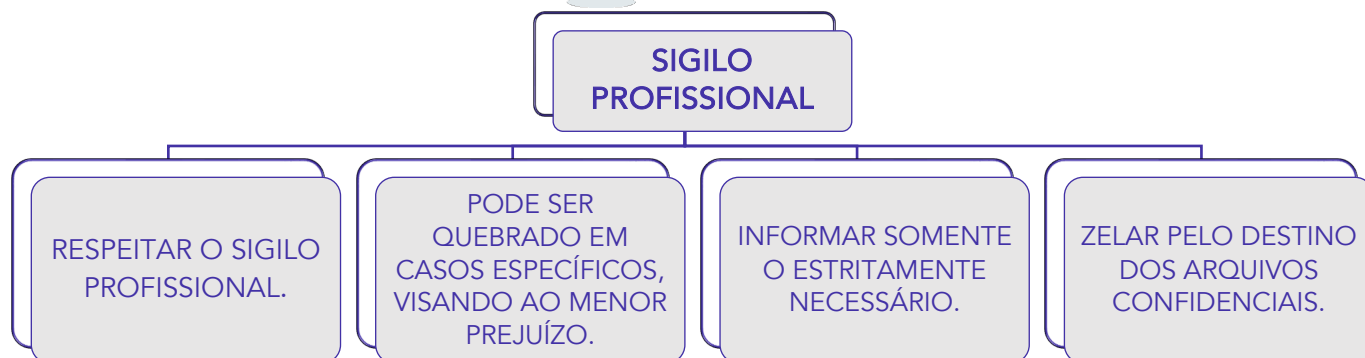 SIGILO
PROFISSIONAL
RESPEITAR O SIGILO
PROFISSIONAL.
PODE SER
QUEBRADO EM
CASOS ESPECÍFICOS,
VISANDO AO MENOR
PREJUÍZO.
INFORMAR SOMENTE
O ESTRITAMENTE
NECESSÁRIO.
ZELAR PELO DESTINO
DOS ARQUIVOS
CONFIDENCIAIS.